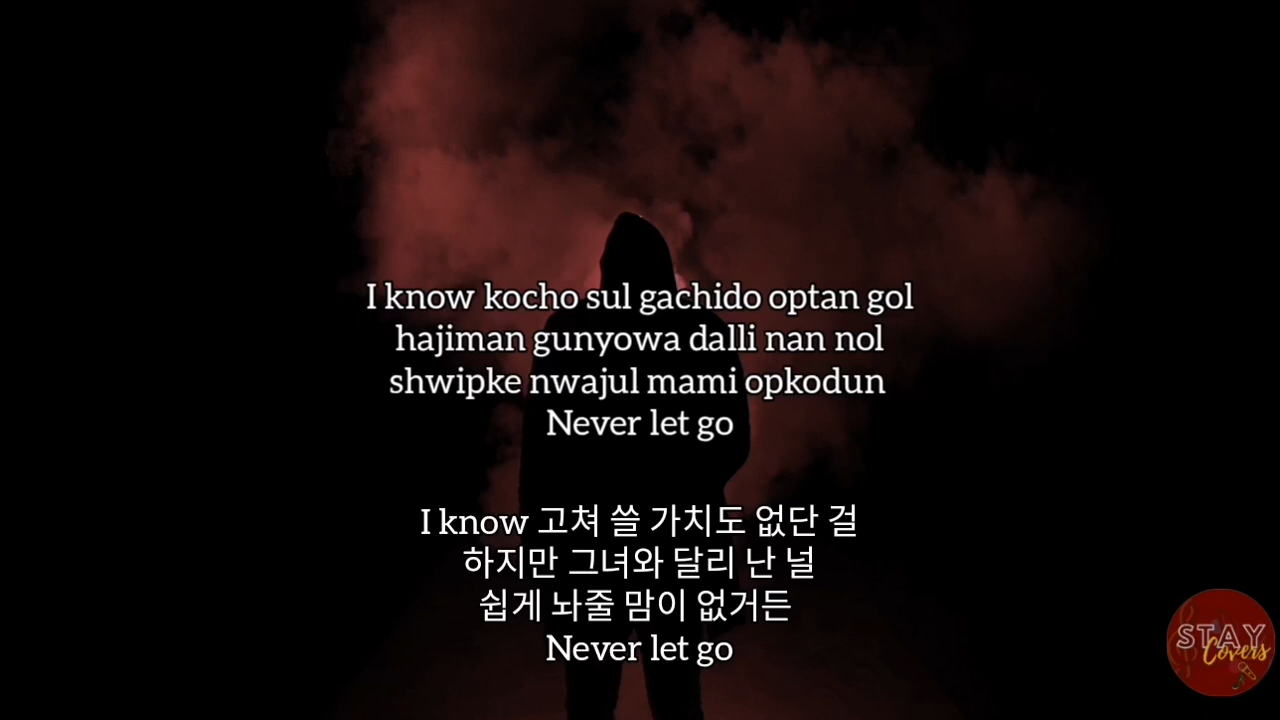 I know kocho sul gachido optan gol
hajiman gunyowa dalli nan nol
shwipke nwajul mami opkodun
Never let go
I know 고쳐 쓸 가치도 없단 걸
하지만 그녀와 달리 난 널
쉽게 놔줄 맘이 없거든
Never let go
STAY
Covers